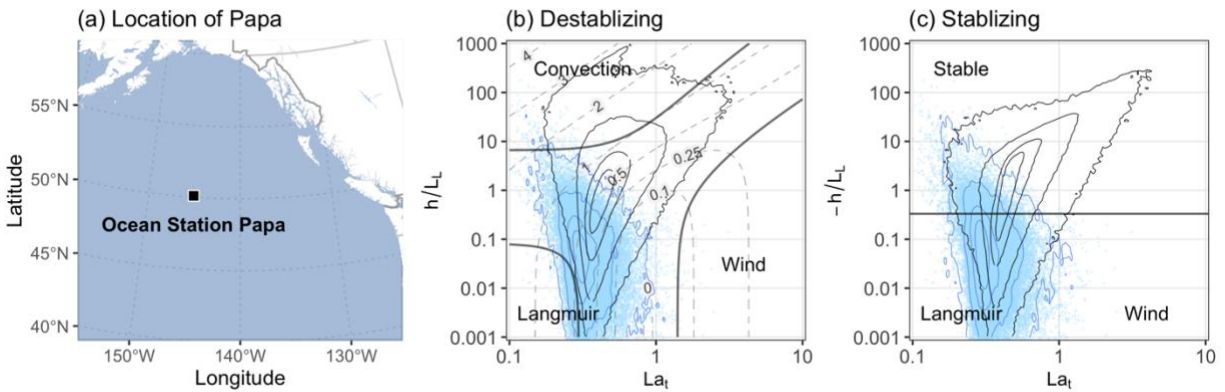 (a) Location of Papa
(b) Destablizing
(c) Stablizing
Latitude
55°N
50°N
45°N
40°N
Ocean Station Papa
150°W
140°W
130°W
Longitude
h/L_L
1000
100
10
1
0.1
0.01
0.001
Convection
4
2
1
0.5
0.25
0.1
0
Wind
Langmuir
0.1
1
10
La_t
− h/L_L
1000
100
10
1
0.1
0.01
0.001
Stable
Langmuir
Wind
0.1
1
10
La_t